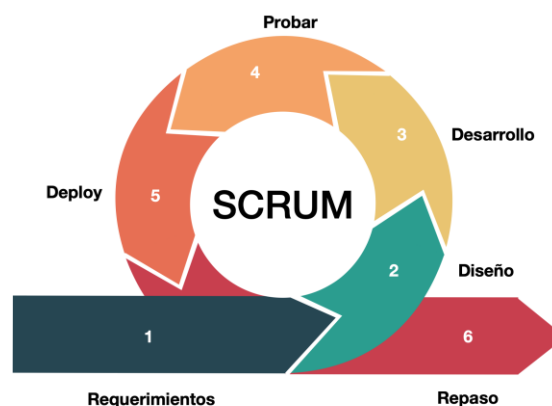 Probar
4
3
Desarrollo
Deploy
5
SCRUM
2
Diseño
1
6
Requerimientos
Repaso